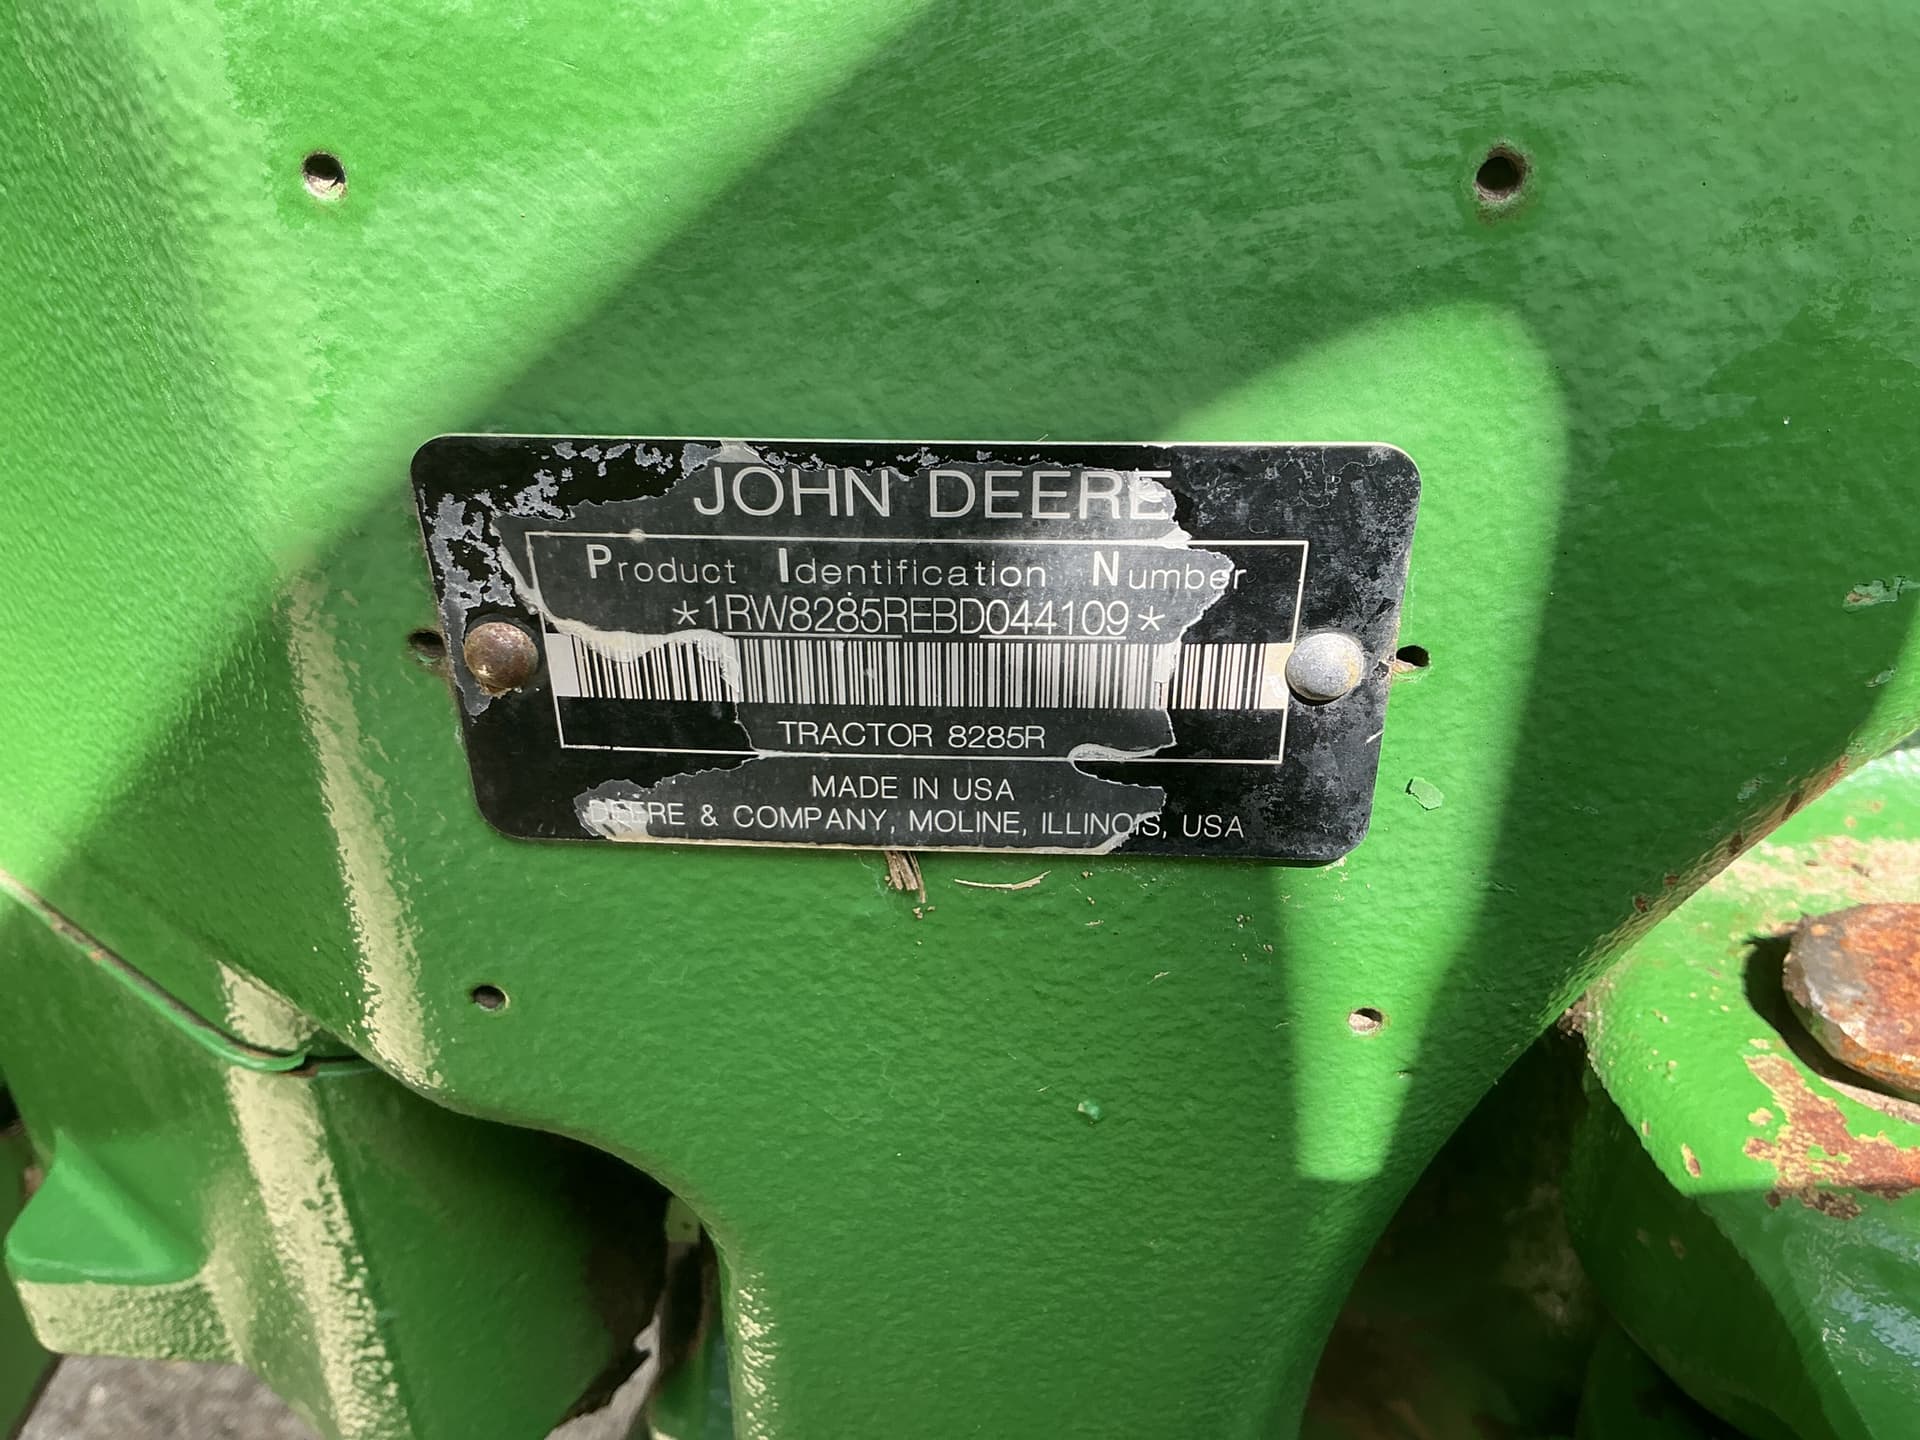 JOHN DEERE
Product Identification Number
*1RW8285REBD044109*
TRACTOR 8285R
MADE IN USA
DEERE & COMPANY, MOLINE, ILLINOIS, USA